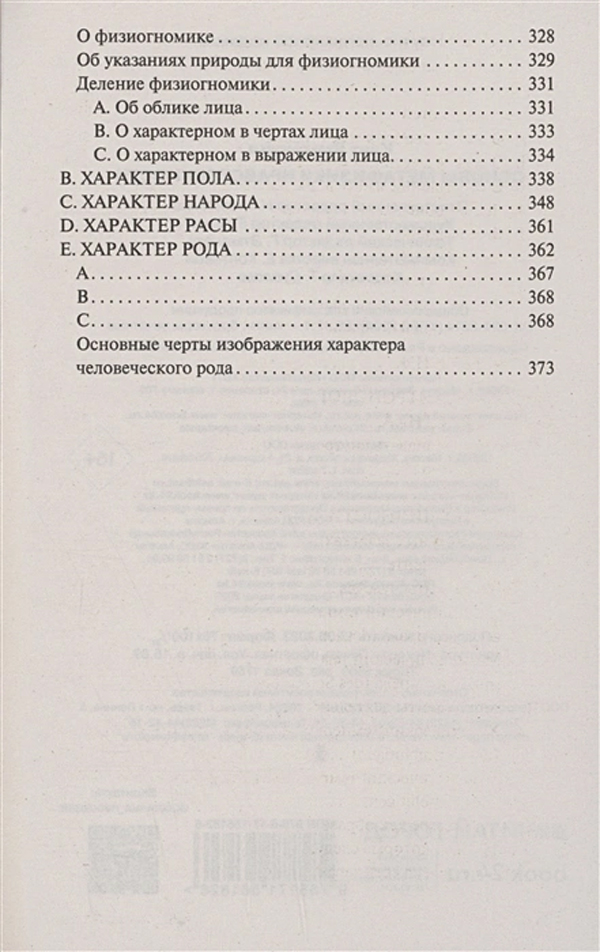 О физиогномике ........ 328
Об указаниях природы для физиогномики ........ 329
Деление физиогномики ........ 331
А. Об облике лица ........ 331
В. О характерном в чертах лица ........ 333
С. О характерном в выражении лица ........ 334
В. ХАРАКТЕР ПОЛА ........ 338
С. ХАРАКТЕР НАРОДА ........ 348
D. ХАРАКТЕР РАСЫ ........ 361
Е. ХАРАКТЕР РОДА ........ 362
А ........ 367
В ........ 368
С ........ 368
Основные черты изображения характера
человеческого рода ........ 373